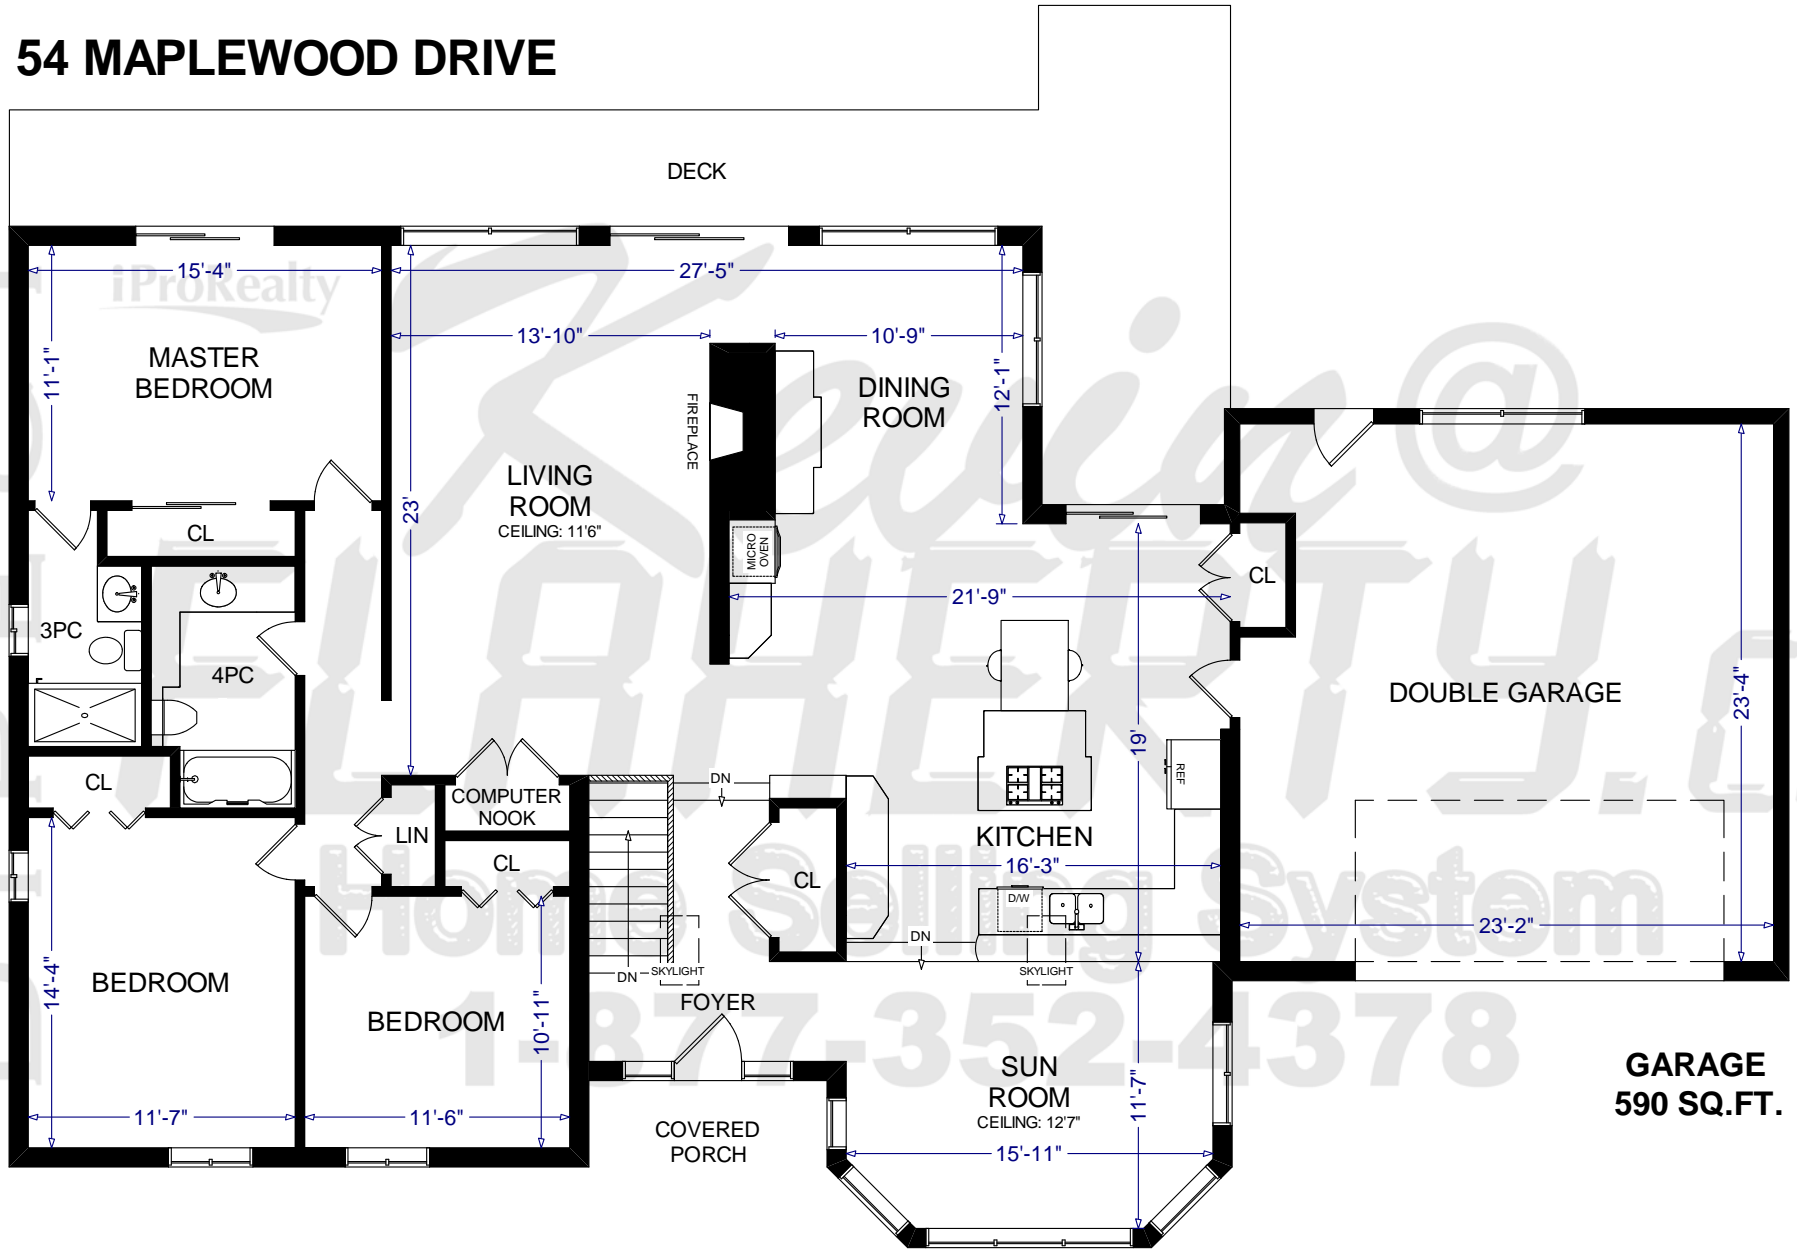 54 MAPLEWOOD DRIVE
DECK
15'-4"
27'-5"
iProRealty
13'-10"
10'-9"
11'-1"
MASTER
BEDROOM
12'-1"
DINING
ROOM
FIREPLACE
Kevin@
LIVING
ROOM
CEILING: 11'6"
23'
CL
MICRO
OVEN
CL
21'-9"
3PC
4PC
FLAHERTY.C
DOUBLE GARAGE
23'-4"
19'
REF
CL
DN
COMPUTER
NOOK
LIN
KITCHEN
16'-3"
CL
CL
D/W
Home Selling System
23'-2"
DN
DN
SKYLIGHT
SKYLIGHT
14'-4"
BEDROOM
FOYER
10'-11"
BEDROOM
1-877-352-4378
SUN
ROOM
CEILING: 12'7"
11'-7"
GARAGE
590 SQ.FT.
11'-7"
11'-6"
COVERED
PORCH
15'-11"